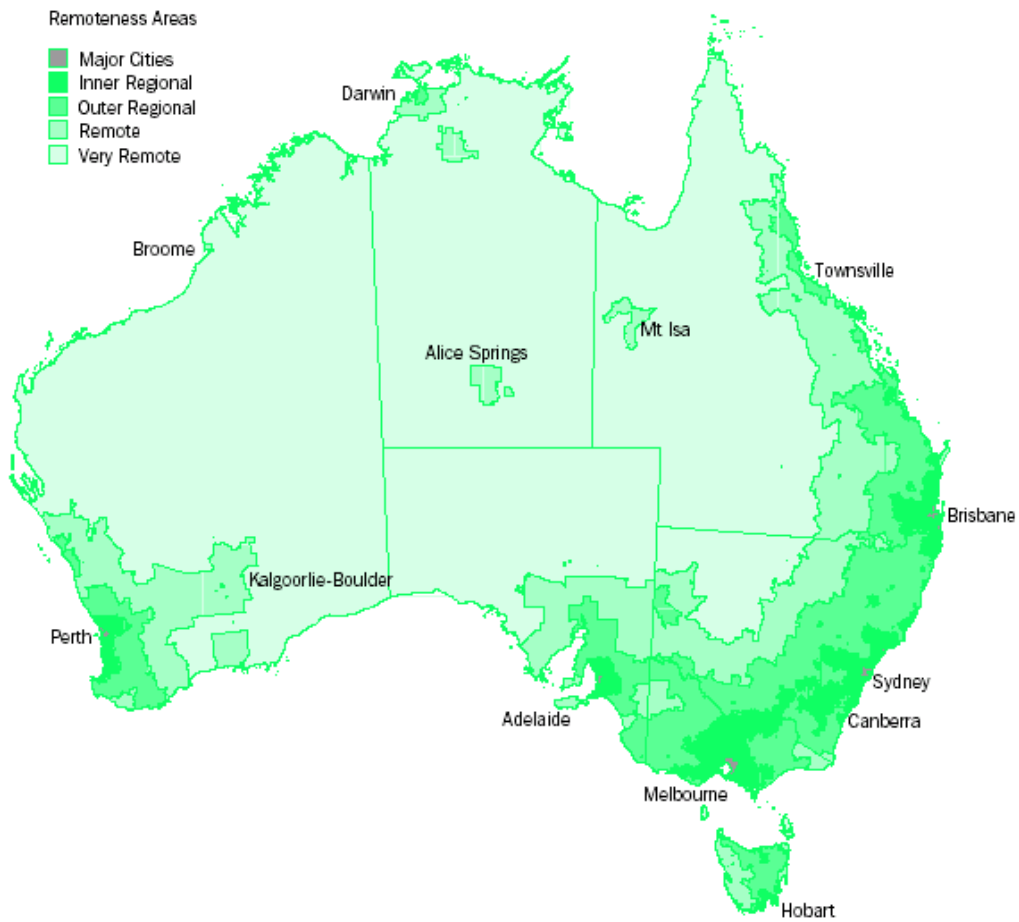 Remoteness Areas
Major Cities
Inner Regional
Outer Regional
Remote
Very Remote
Darwin
Broome
Townsville
Mt Isa
Alice Springs
Brisbane
Kalgoorlie-Boulder
Perth
Sydney
Adelaide
Canberra
Melbourne
Hobart